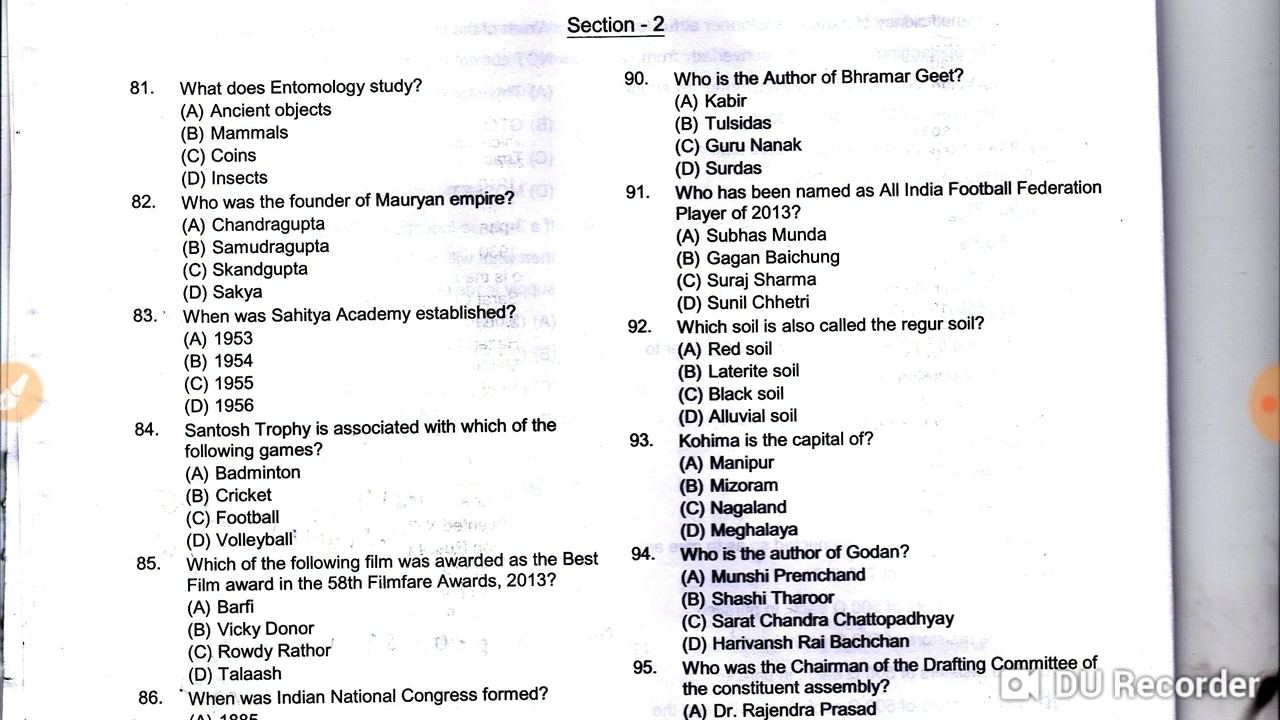 Section - 2
81. What does Entomology study?
(A) Ancient objects
(B) Mammals
(C) Coins
(D) Insects
82. Who was the founder of Mauryan empire?
(A) Chandragupta
(B) Samudragupta
(C) Skandgupta
(D) Sakya
83. When was Sahitya Academy established?
(A) 1953
(B) 1954
(C) 1955
(D) 1956
84. Santosh Trophy is associated with which of the
following games?
(A) Badminton
(B) Cricket
(C) Football
(D) Volleyball
85. Which of the following film was awarded as the Best
Film award in the 58th Filmfare Awards, 2013?
(A) Barfi
(B) Vicky Donor
(C) Rowdy Rathor
(D) Talaash
86. When was Indian National Congress formed?
(A) 1885
90. Who is the Author of Bhramar Geet?
(A) Kabir
(B) Tulsidas
(C) Guru Nanak
(D) Surdas
91. Who has been named as All India Football Federation
Player of 2013?
(A) Subhas Munda
(B) Gagan Baichung
(C) Suraj Sharma
(D) Sunil Chhetri
92. Which soil is also called the regur soil?
(A) Red soil
(B) Laterite soil
(C) Black soil
(D) Alluvial soil
93. Kohima is the capital of?
(A) Manipur
(B) Mizoram
(C) Nagaland
(D) Meghalaya
94. Who is the author of Godan?
(A) Munshi Premchand
(B) Shashi Tharoor
(C) Sarat Chandra Chattopadhyay
(D) Harivansh Rai Bachchan
95. Who was the Chairman of the Drafting Committee of
the constituent assembly?
(A) Dr. Rajendra Prasad
DU Recorder